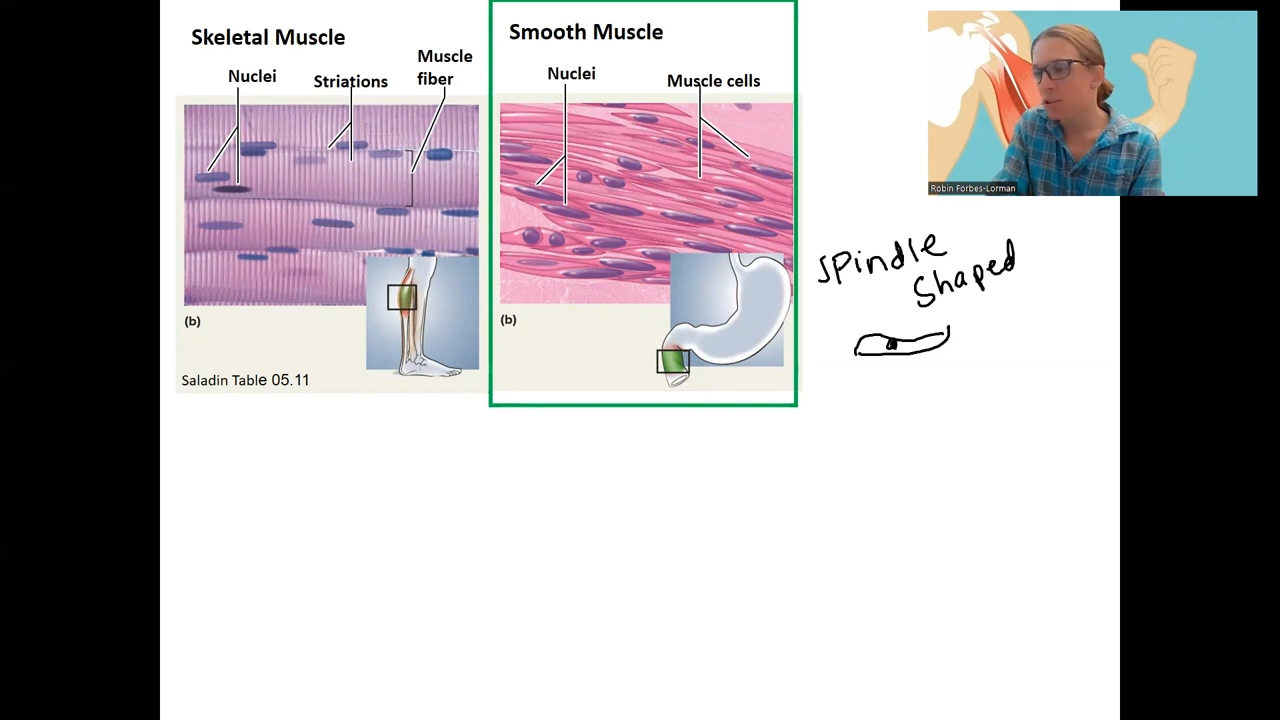 Skeletal Muscle
Nuclei
Striations
Muscle
fiber
(b)
Saladin Table 05.11
Smooth Muscle
Nuclei
Muscle cells
(b)
Robin Forbes-Lorman
spindle
Shaped